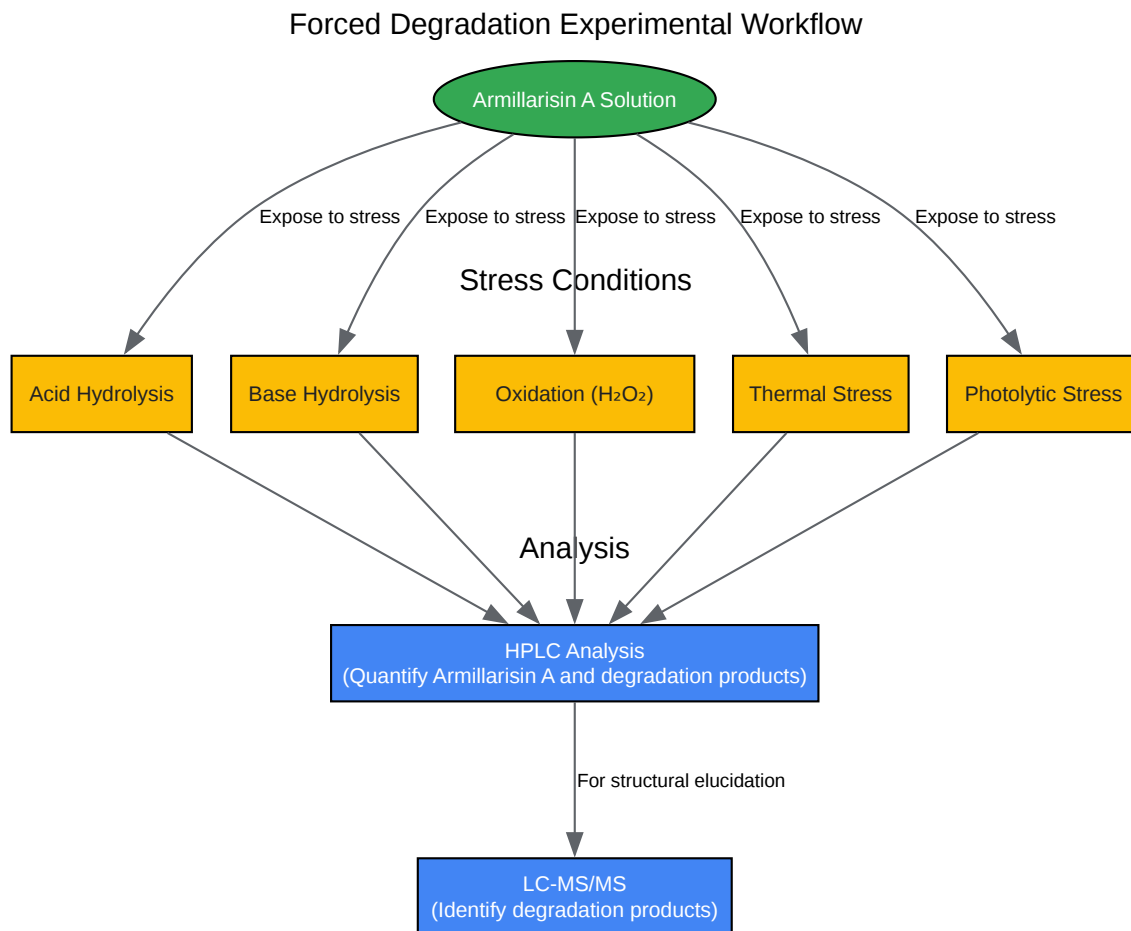 Forced Degradation Experimental Workflow
Armillarisin A Solution
Expose to stress
Expose to stress
Expose to stress
Expose to stress
Expose to stress
Stress Conditions
Acid Hydrolysis
Base Hydrolysis
Oxidation (H₂O₂)
Thermal Stress
Photolytic Stress
Analysis
HPLC Analysis
(Quantify Armillarisin A and degradation products)
For structural elucidation
LC-MS/MS
(Identify degradation products)